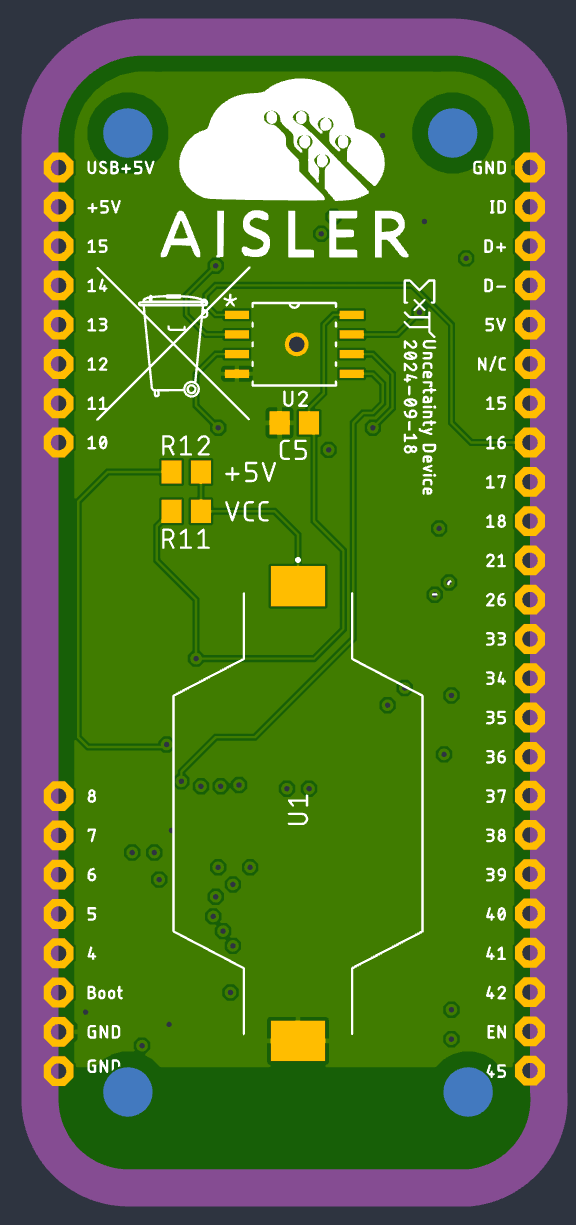 AISLER
USB+5V
+5V
15
14
13
12
11
10
GND
ID
D+
D-
5V
N/C
15
16
17
18
21
26
33
34
35
36
37
38
39
40
41
42
EN
45
*
U2
C5
Uncertainty Device
2024-09-18
R12
+5V
VCC
R11
U1
8
7
6
5
4
Boot
GND
GND